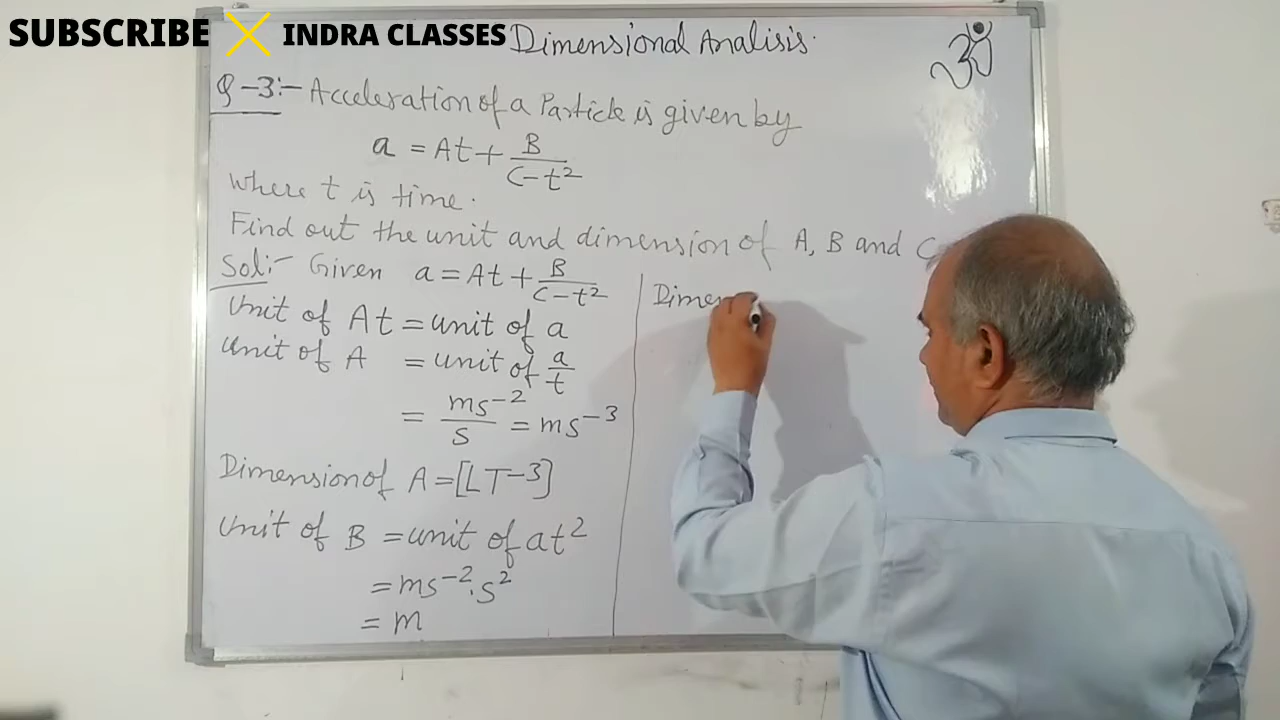 SUBSCRIBE INDRA CLASSES
Dimensional Analisis.
ॐ
Q-3:- Acceleration of a Particle is given by
a = At + B/(C-t²)
Where t is time.
Find out the unit and dimension of A, B and C
Sol:- Given a = At + B/(C-t²)
Unit of At = unit of a
Unit of A = unit of a/t
= ms⁻²/s = ms⁻³
Dimension of A = [LT⁻³]
Unit of B = unit of at²
= ms⁻².s²
= m
Dimen